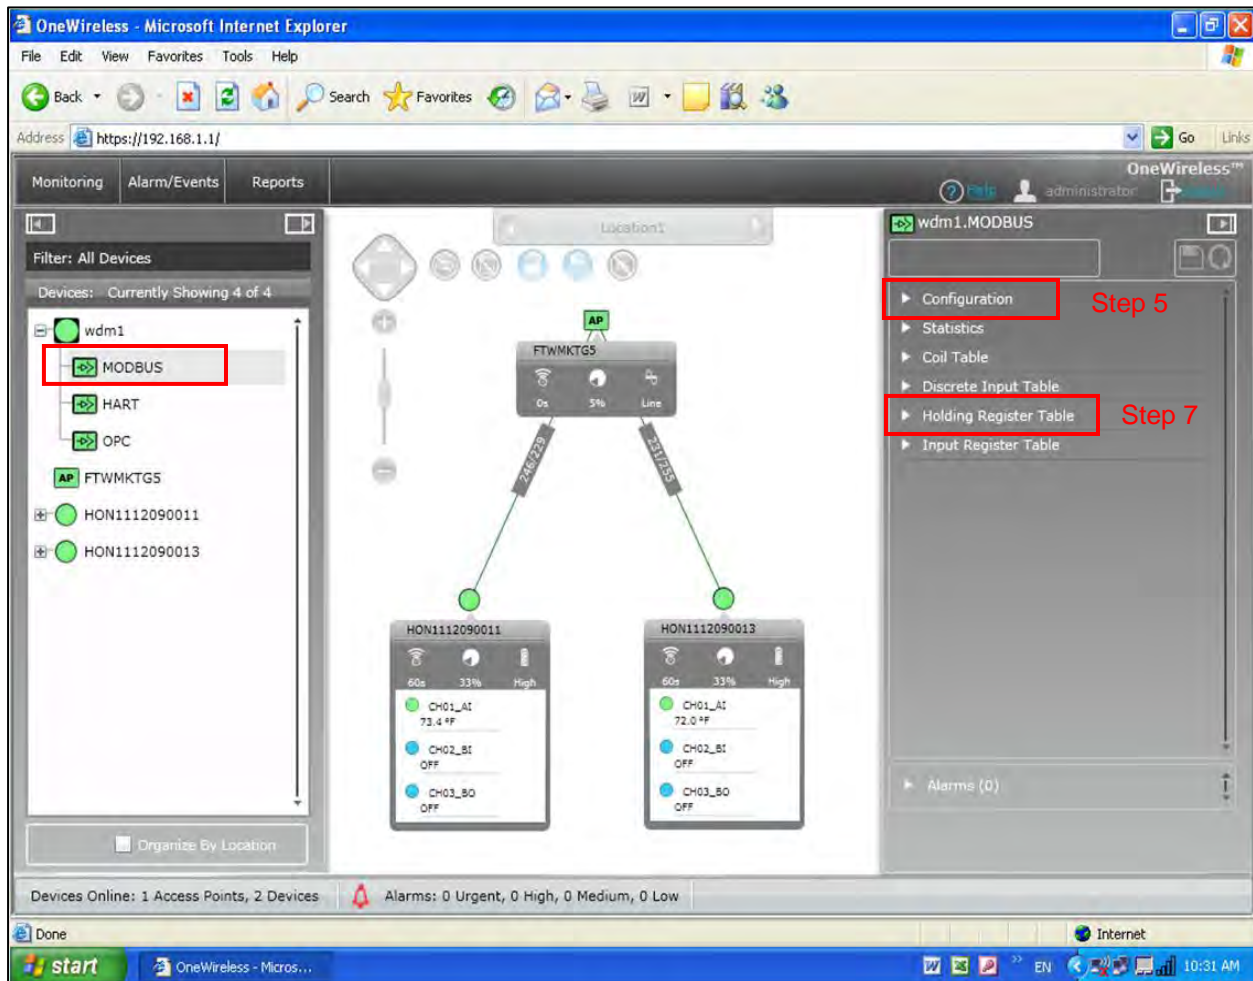 OneWireless - Microsoft Internet Explorer
File Edit View Favorites Tools Help
Back Search Favorites
Address https://192.168.1.1/ Go Links
Monitoring Alarm/Events Reports
OneWireless™
Help administrator
Filter: All Devices
Devices: Currently Showing 4 of 4
wdm1
MODBUS
HART
OPC
AP FTWMKTG5
HON1112090011
HON1112090013
Organize By Location
Location1
AP
FTWMKTG5
0s 5% Line
246/229
231/255
HON1112090011
60s 33% High
CH01_AI
73.4 ºF
CH02_BI
OFF
CH03_BO
OFF
HON1112090013
60s 33% High
CH01_AI
72.0 ºF
CH02_BI
OFF
CH03_BO
OFF
wdm1.MODBUS
Configuration
Step 5
Statistics
Coil Table
Discrete Input Table
Holding Register Table
Step 7
Input Register Table
Alarms (0)
Devices Online: 1 Access Points, 2 Devices Alarms: 0 Urgent, 0 High, 0 Medium, 0 Low
Done Internet
start OneWireless - Micros... EN 10:31 AM